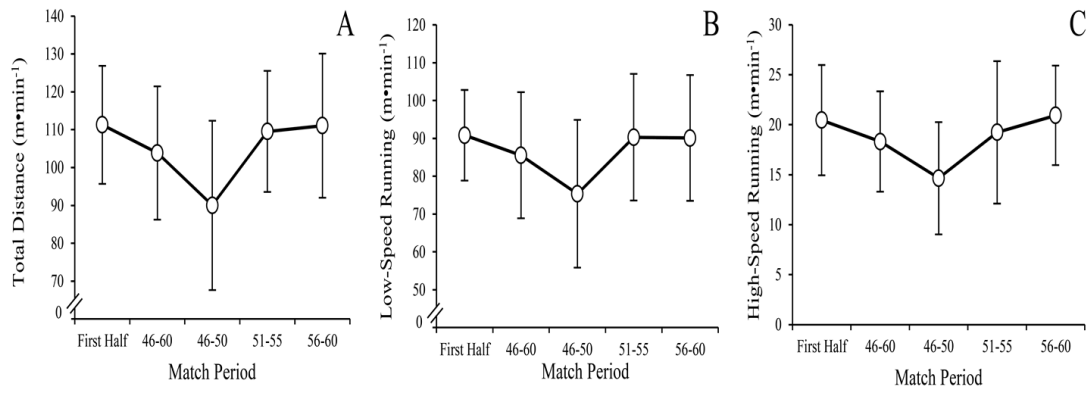 A
Total Distance (m•min⁻¹)
140
130
120
110
100
90
80
70
0
First Half 46-60 46-50 51-55 56-60
Match Period
B
Low-Speed Running (m•min⁻¹)
120
110
100
90
80
70
60
50
0
First Half 46-60 46-50 51-55 56-60
Match Period
C
High-Speed Running (m•min⁻¹)
30
25
20
15
10
5
0
First Half 46-60 46-50 51-55 56-60
Match Period